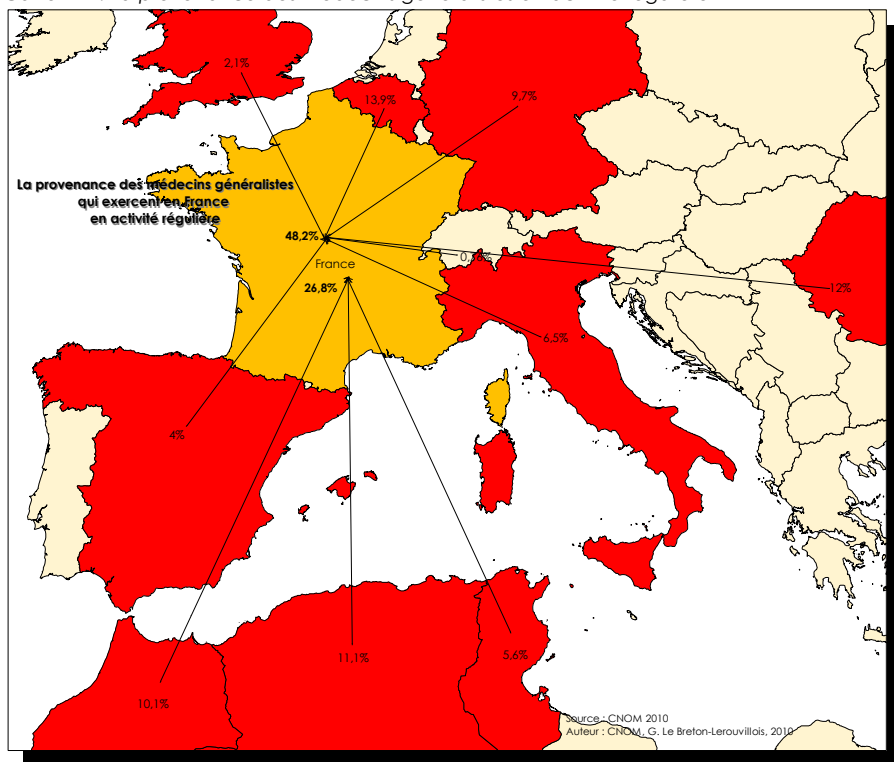 2,1%
13,9%
9,7%
La provenance des médecins généralistes
qui exercent en France
en activité régulière
48,2%
France
26,8%
12%
6,5%
4%
11,1%
5,6%
10,1%
Source : CNOM 2010
Auteur : CNOM, G. Le Breton-Lerouvillois, 2010